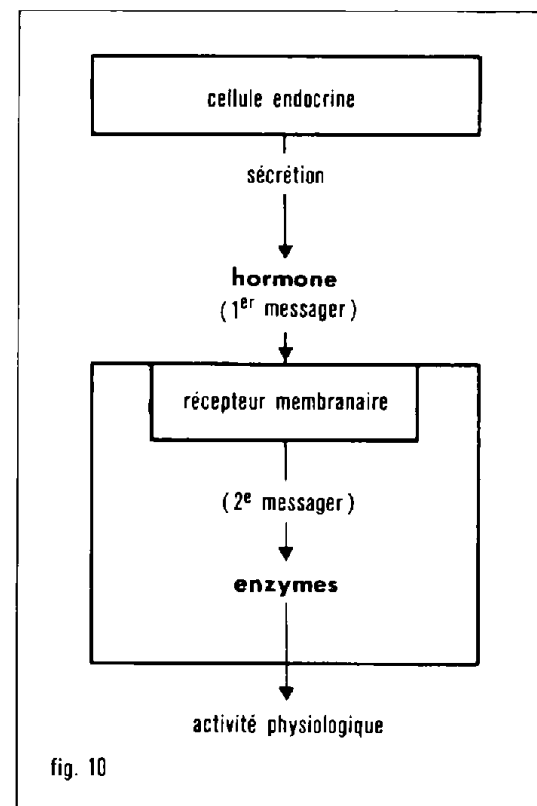 cellule endocrine
sécrétion
hormone
(1er messager)
récepteur membranaire
(2e messager)
enzymes
activité physiologique
fig. 10